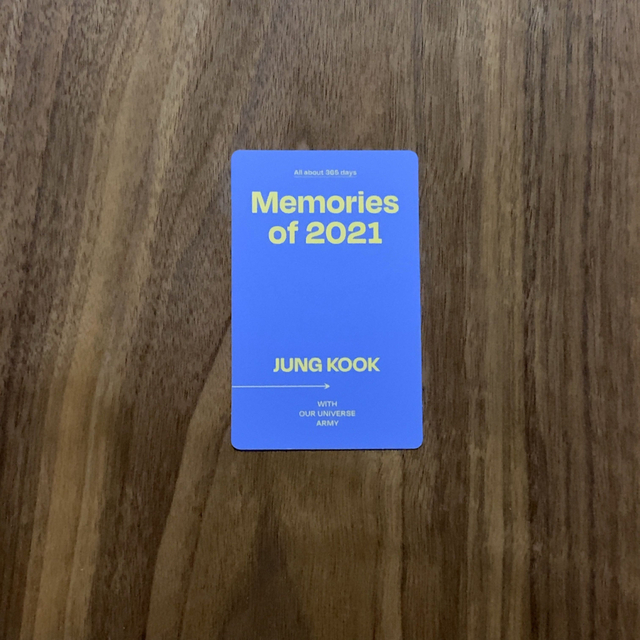 All about 365 days
Memories
of 2021
JUNG KOOK
WITH
OUR UNIVERSE
ARMY